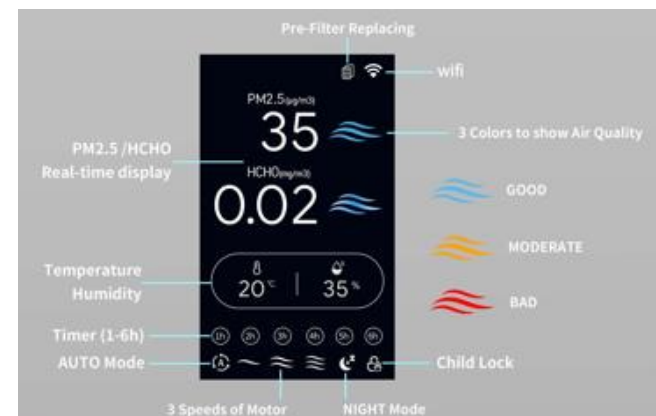 Pre-Filter Replacing
wifi
PM2.5(μg/m3)
35
3 Colors to show Air Quality
PM2.5 /HCHO
Real-time display
HCHO(mg/m3)
0.02
GOOD
MODERATE
Temperature
Humidity
20℃
35%
BAD
Timer (1-6h)
1h 2h 3h 4h 5h 6h
AUTO Mode
A
Child Lock
3 Speeds of Motor
NIGHT Mode